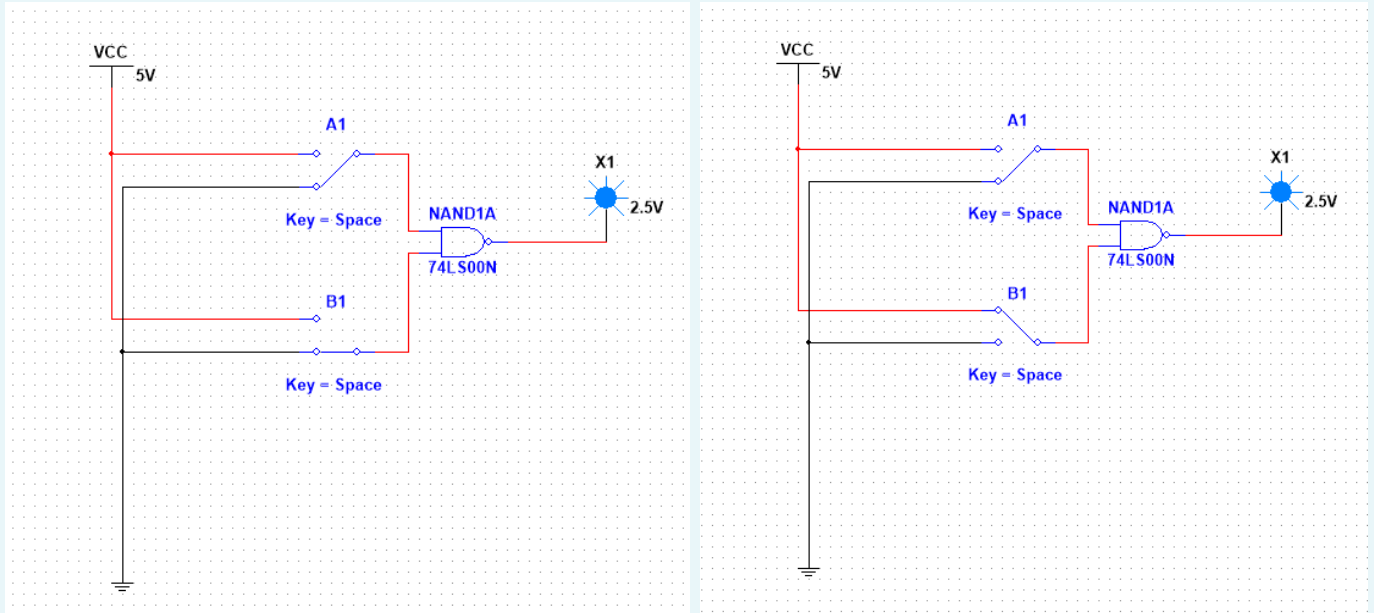 VCC
5V
A1
X1
2.5V
Key = Space
NAND1A
74LS00N
B1
Key = Space
VCC
5V
A1
X1
2.5V
Key = Space
NAND1A
74LS00N
B1
Key = Space